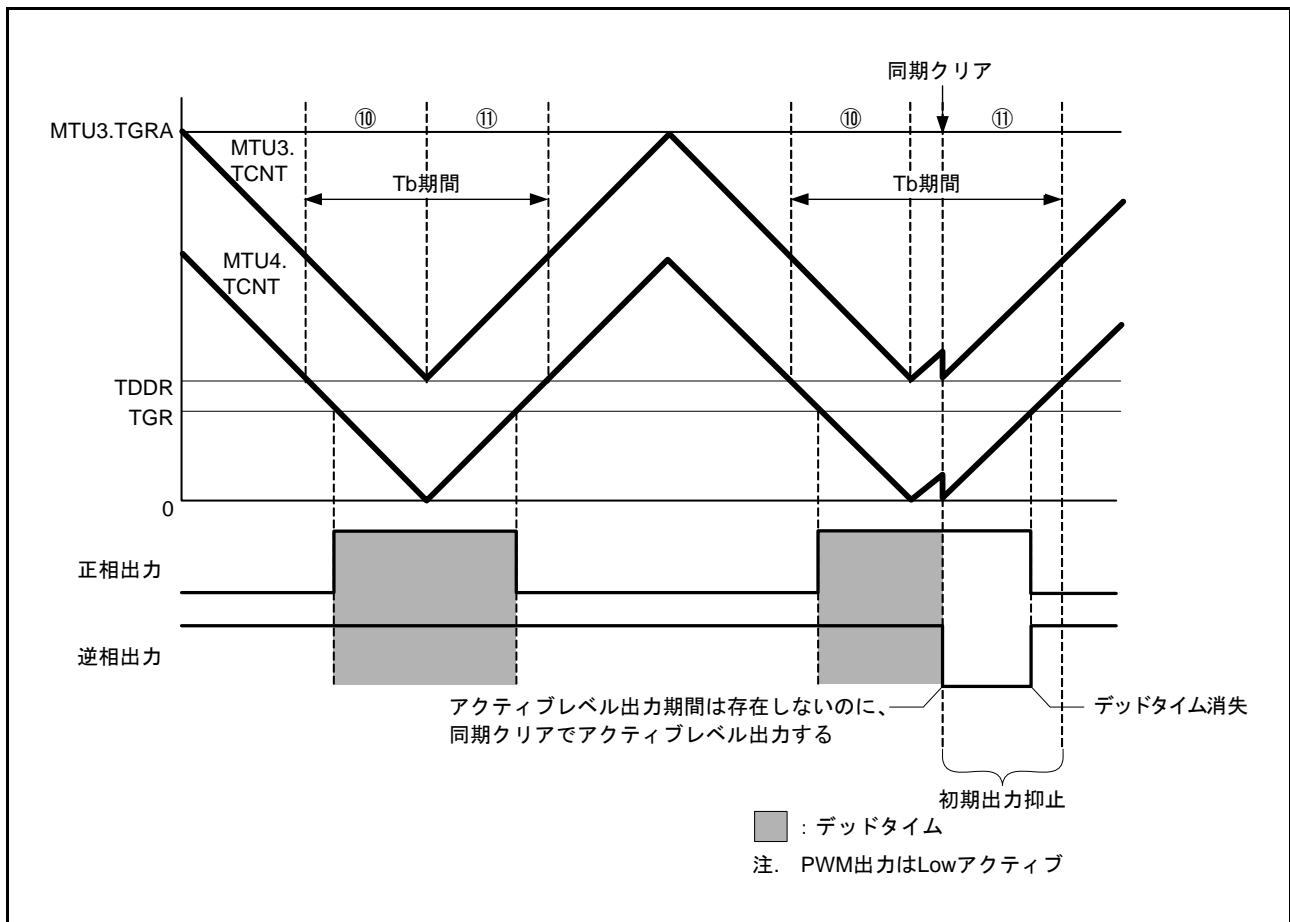 同期クリア
⑩
⑪
⑩
⑪
MTU3.TGRA
MTU3.
TCNT
Tb期間
Tb期間
MTU4.
TCNT
TDDR
TGR
0
正相出力
逆相出力
アクティブレベル出力期間は存在しないのに、
同期クリアでアクティブレベル出力する
デッドタイム消失
初期出力抑止
：デッドタイム
注. PWM出力はLowアクティブ